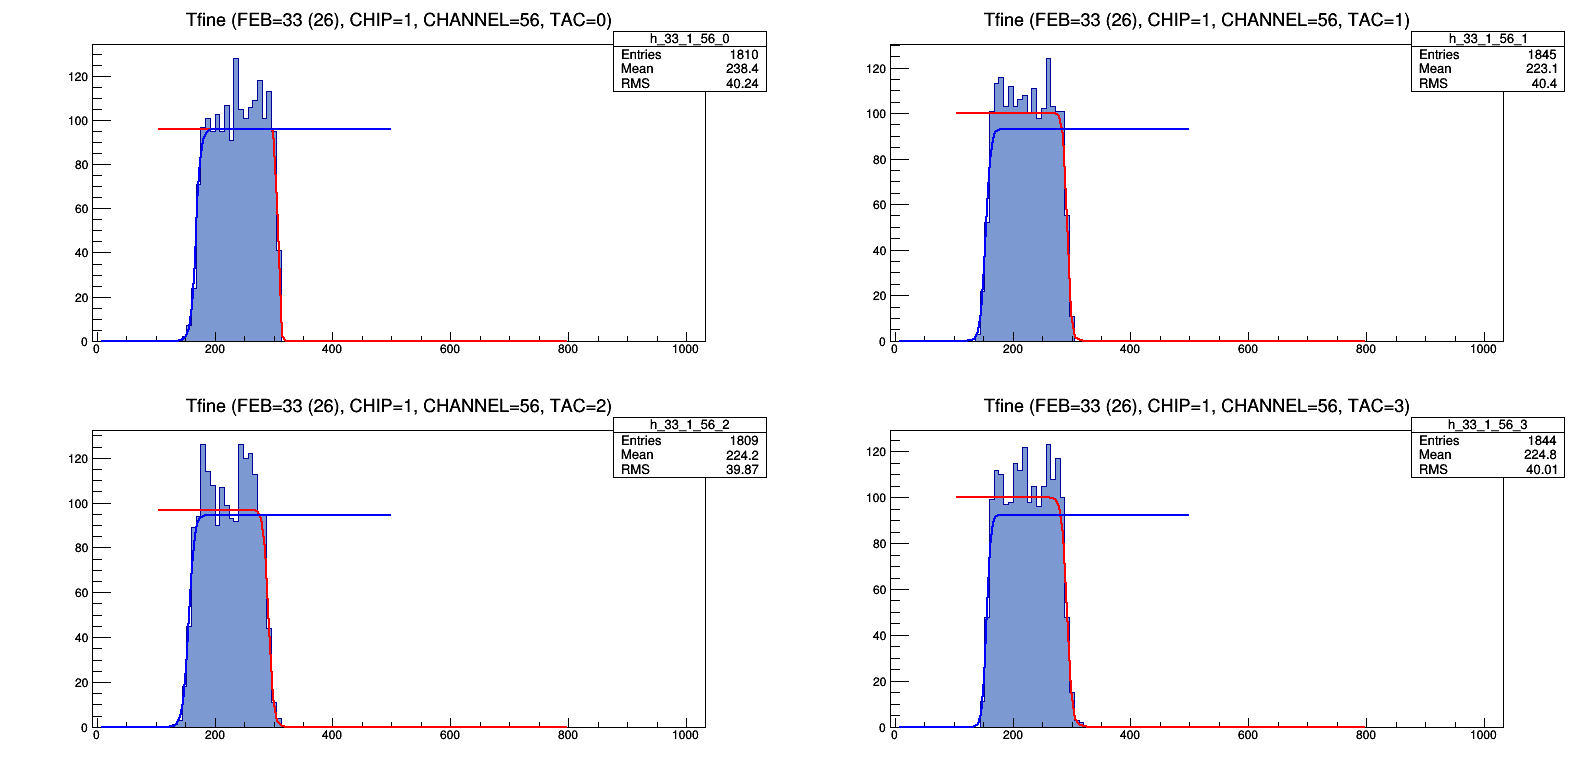 Tfine (FEB=33 (26), CHIP=1, CHANNEL=56, TAC=0)
h_33_1_56_0
Entries 1810
Mean 238.4
RMS 40.24
120
100
80
60
40
20
0
0 200 400 600 800 1000
Tfine (FEB=33 (26), CHIP=1, CHANNEL=56, TAC=1)
h_33_1_56_1
Entries 1845
Mean 223.1
RMS 40.4
120
100
80
60
40
20
0
0 200 400 600 800 1000
Tfine (FEB=33 (26), CHIP=1, CHANNEL=56, TAC=2)
h_33_1_56_2
Entries 1809
Mean 224.2
RMS 39.87
120
100
80
60
40
20
0
0 200 400 600 800 1000
Tfine (FEB=33 (26), CHIP=1, CHANNEL=56, TAC=3)
h_33_1_56_3
Entries 1844
Mean 224.8
RMS 40.01
120
100
80
60
40
20
0
0 200 400 600 800 1000